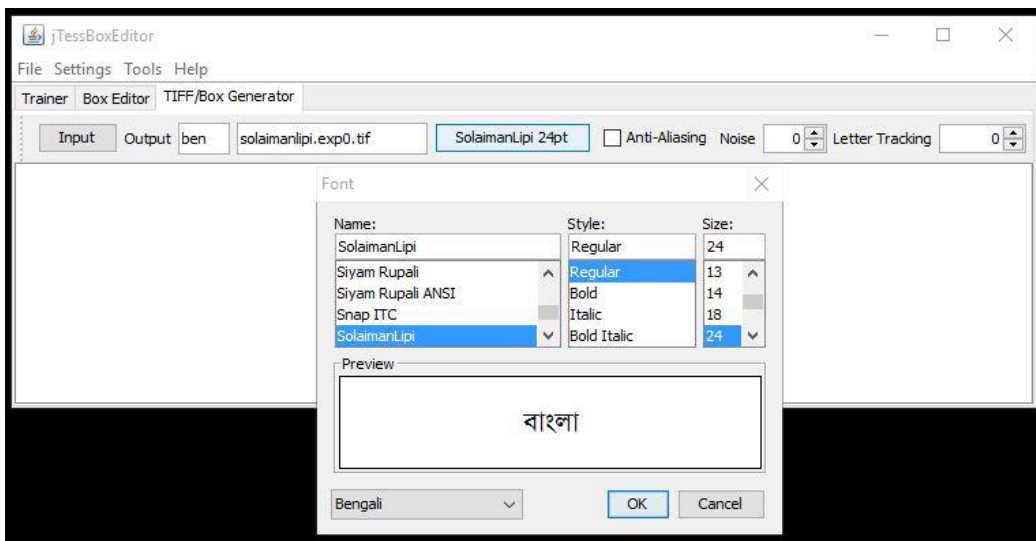 jTessBoxEditor
File Settings Tools Help
Trainer Box Editor TIFF/Box Generator
Input Output ben solaimanlipi.exp0.tif SolaimanLipi 24pt Anti-Aliasing Noise 0 Letter Tracking 0
Font
Name: Style: Size:
SolaimanLipi Regular 24
Siyam Rupali Regular 13
Siyam Rupali ANSI Bold 14
Snap ITC Italic 18
SolaimanLipi Bold Italic 24
Preview
বাংলা
Bengali OK Cancel